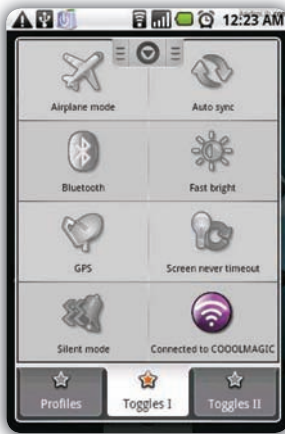 12:23 AM
Airplane mode
Auto sync
Bluetooth
Fast bright
GPS
Screen never timeout
Silent mode
Connected to COOOLMAGIC
Profiles
Toggles I
Toggles II